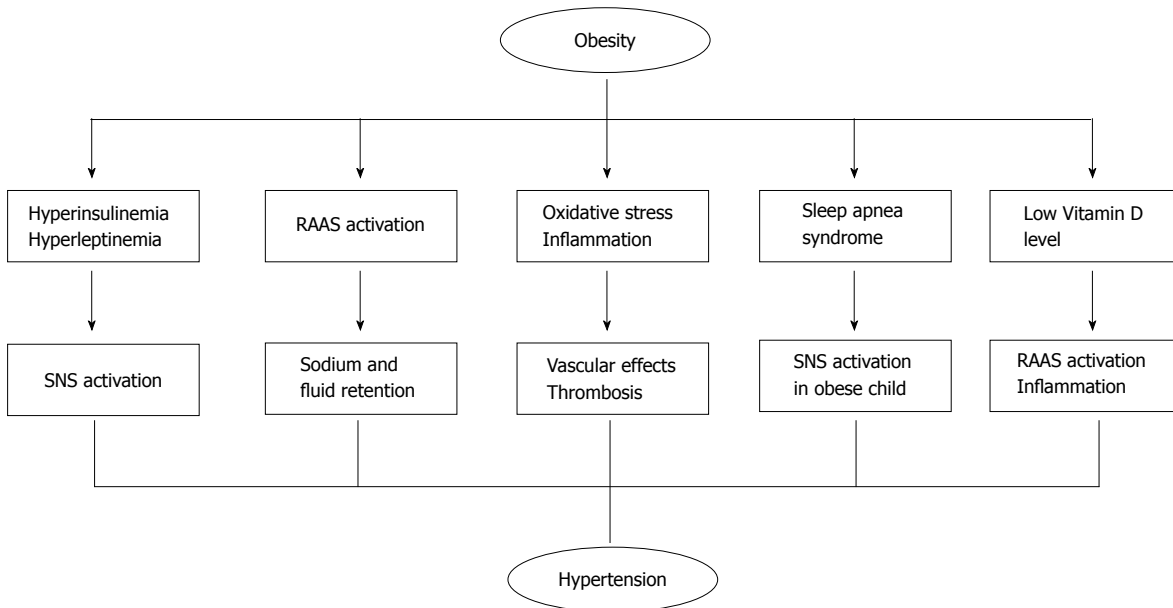 Obesity
Hyperinsulinemia
Hyperleptinemia
RAAS activation
Oxidative stress
Inflammation
Sleep apnea
syndrome
Low Vitamin D
level
SNS activation
Sodium and
fluid retention
Vascular effects
Thrombosis
SNS activation
in obese child
RAAS activation
Inflammation
Hypertension